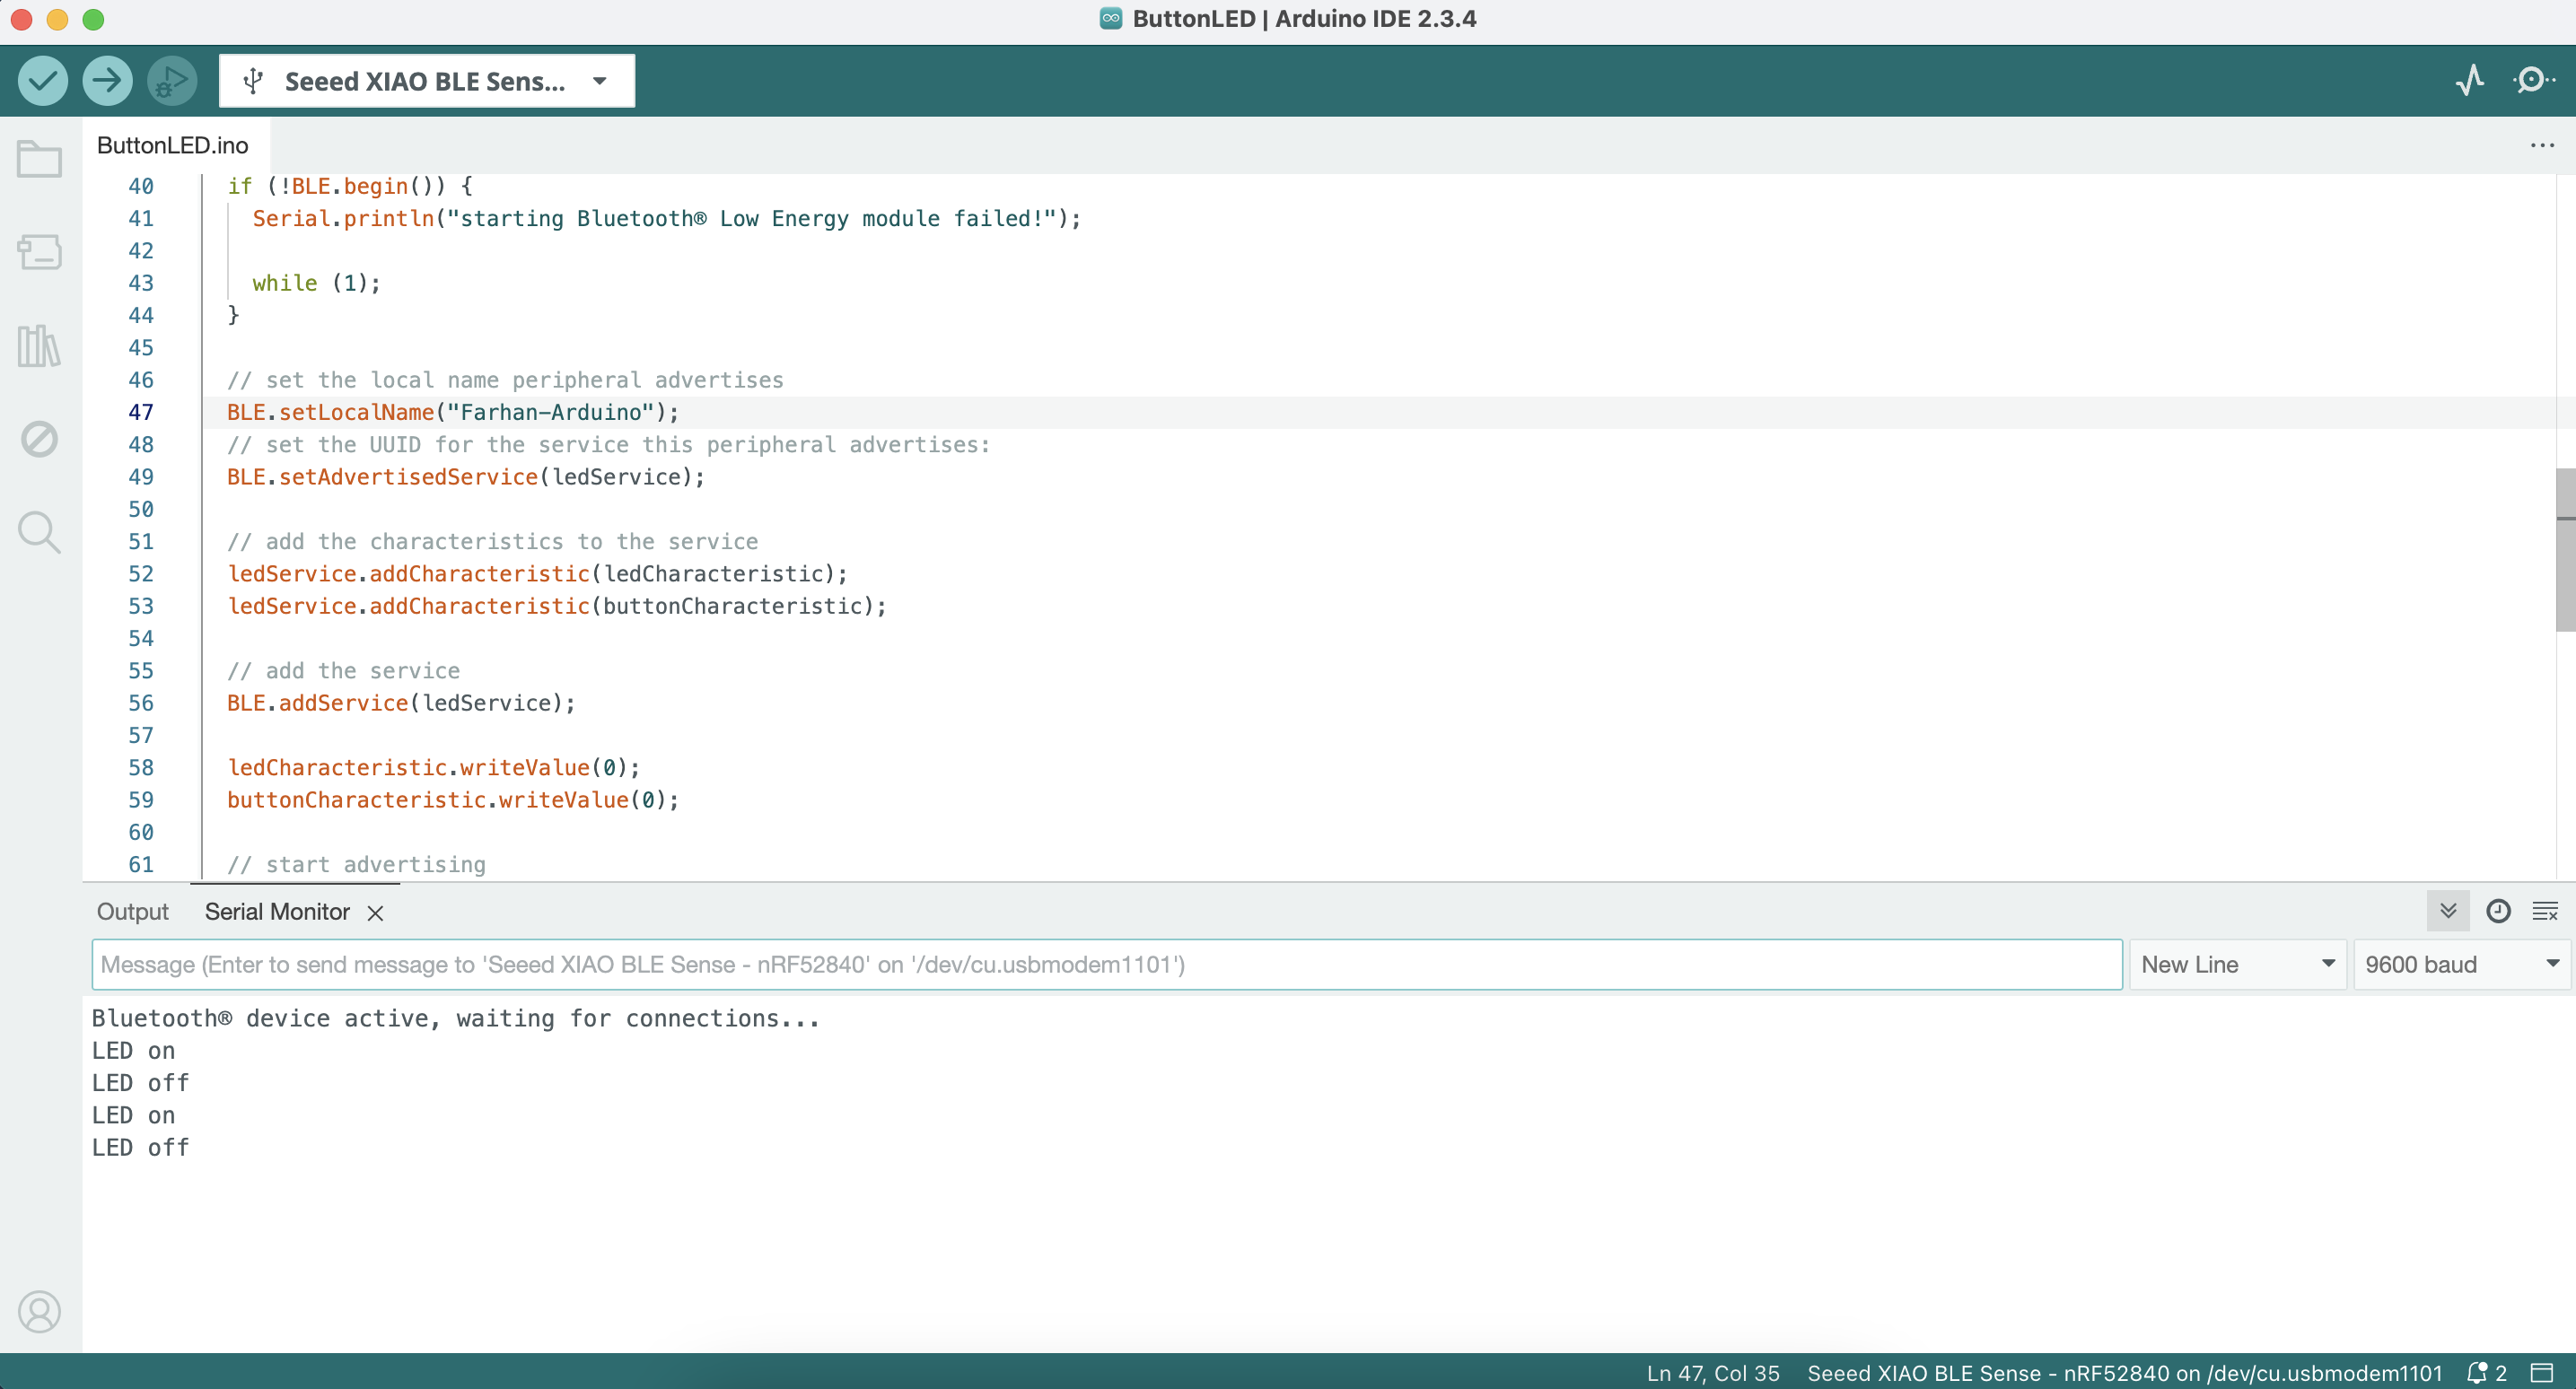 ButtonLED | Arduino IDE 2.3.4
Seeed XIAO BLE Sens...
ButtonLED.ino
40 if (!BLE.begin()) {
41 Serial.println("starting Bluetooth® Low Energy module failed!");
42
43 while (1);
44 }
45
46 // set the local name peripheral advertises
47 BLE.setLocalName("Farhan-Arduino");
48 // set the UUID for the service this peripheral advertises:
49 BLE.setAdvertisedService(ledService);
50
51 // add the characteristics to the service
52 ledService.addCharacteristic(ledCharacteristic);
53 ledService.addCharacteristic(buttonCharacteristic);
54
55 // add the service
56 BLE.addService(ledService);
57
58 ledCharacteristic.writeValue(0);
59 buttonCharacteristic.writeValue(0);
60
61 // start advertising
Output Serial Monitor
Message (Enter to send message to 'Seeed XIAO BLE Sense - nRF52840' on '/dev/cu.usbmodem1101') New Line 9600 baud
Bluetooth® device active, waiting for connections...
LED on
LED off
LED on
LED off
Ln 47, Col 35 Seeed XIAO BLE Sense - nRF52840 on /dev/cu.usbmodem1101 2